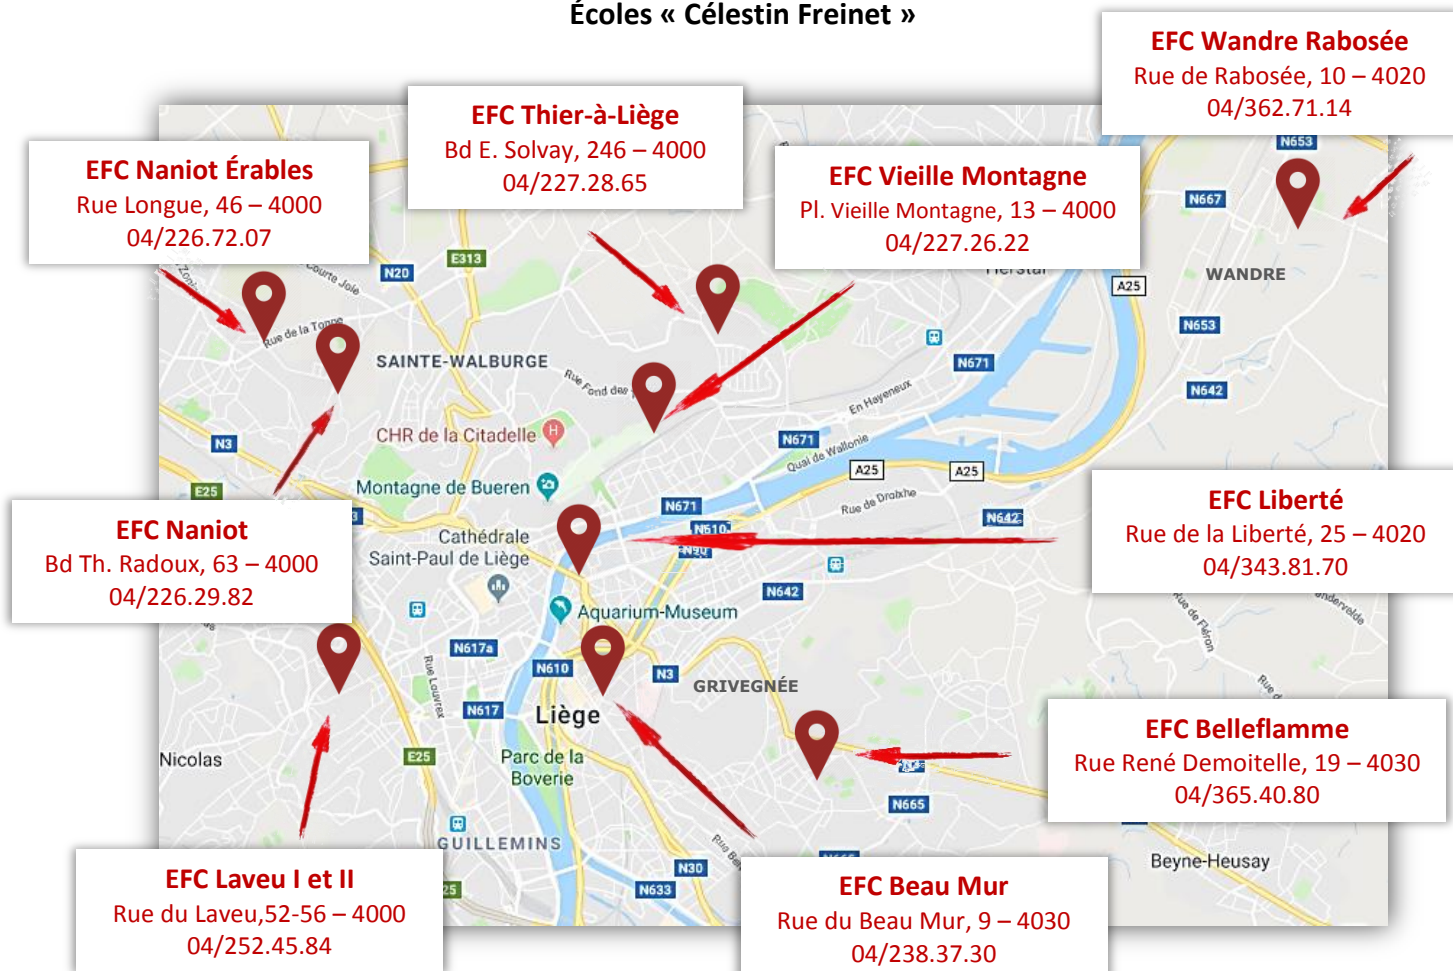 Écoles « Célestin Freinet »
EFC Wandre Rabosée
Rue de Rabosée, 10 – 4020
04/362.71.14
EFC Thier-à-Liège
Bd E. Solvay, 246 – 4000
04/227.28.65
EFC Naniot Érables
Rue Longue, 46 – 4000
04/226.72.07
EFC Vieille Montagne
Pl. Vieille Montagne, 13 – 4000
04/227.26.22
N653
N667
WANDRE
E313
N20
Courte Joie
A25
Rue de la Tonne
N653
SAINTE-WALBURGE
N671
Rue Fond des
En Hayeneux
N642
CHR de la Citadelle
H
N3
N671
Quai de Wallonie
A25
A25
E25
Montagne de Bueren
N671
Rue de Droixhe
N642
N610
N90
Cathédrale
Saint-Paul de Liège
EFC Naniot
Bd Th. Radoux, 63 – 4000
04/226.29.82
EFC Liberté
Rue de la Liberté, 25 – 4020
04/343.81.70
N642
Aquarium-Museum
Rue de Fléron
N617a
Rue Louvrex
N610
N3
GRIVEGNÉE
N617
Liège
Nicolas
E25
Parc de la
Boverie
N665
EFC Belleflamme
Rue René Demoitelle, 19 – 4030
04/365.40.80
GUILLEMINS
Beyne-Heusay
N30
N633
25
EFC Laveu I et II
Rue du Laveu,52-56 – 4000
04/252.45.84
EFC Beau Mur
Rue du Beau Mur, 9 – 4030
04/238.37.30